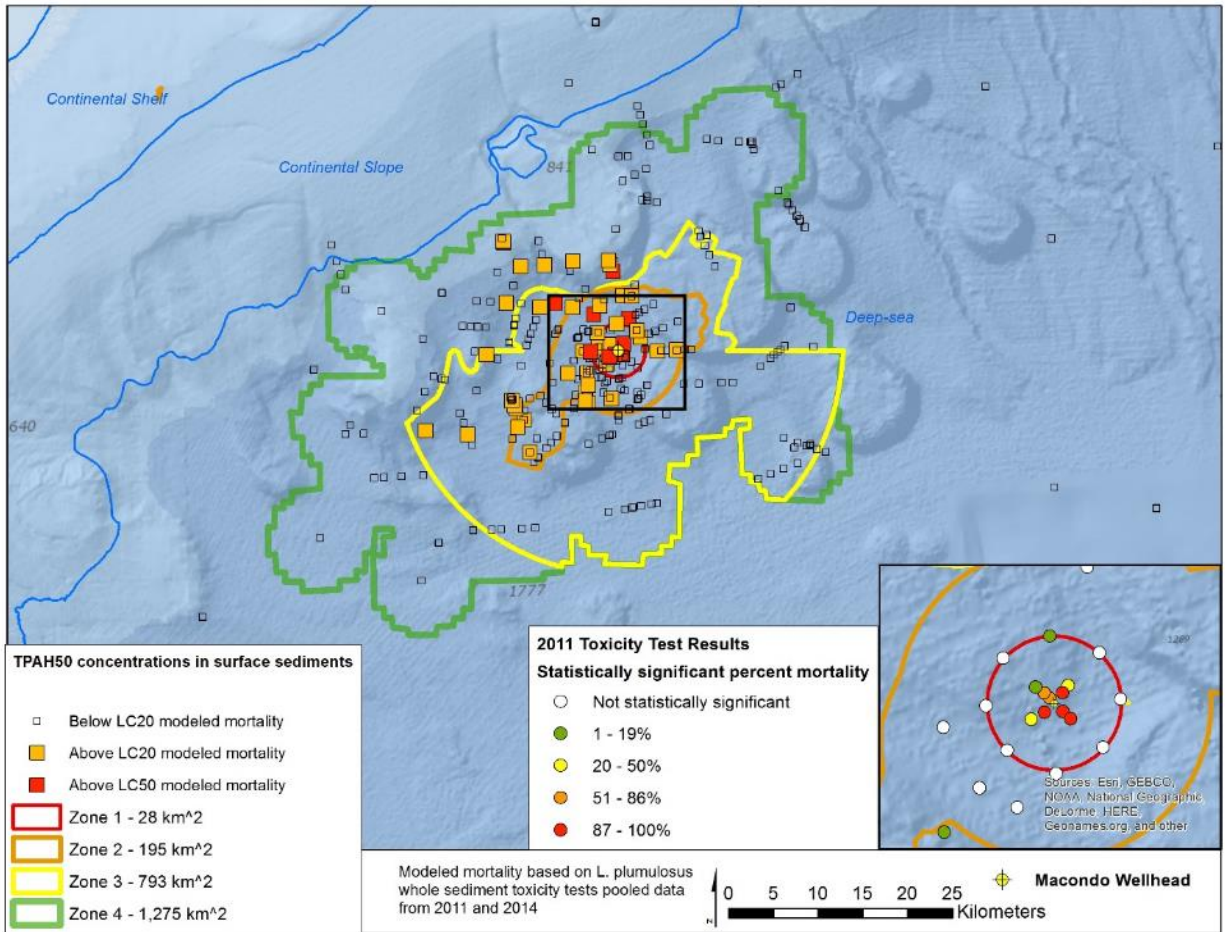 Continental Shelf
Continental Slope
841
Deep-sea
640
1777
TPAH50 concentrations in surface sediments
Below LC20 modeled mortality
Above LC20 modeled mortality
Above LC50 modeled mortality
Zone 1 - 28 km^2
Zone 2 - 195 km^2
Zone 3 - 793 km^2
Zone 4 - 1,275 km^2
2011 Toxicity Test Results
Statistically significant percent mortality
Not statistically significant
1 - 19%
20 - 50%
51 - 86%
87 - 100%
1289
Sources: Esri, GEBCO,
NOAA, National Geographic,
DeLorme, HERE,
Geonames.org, and other
Modeled mortality based on L. plumulosus
whole sediment toxicity tests pooled data
from 2011 and 2014
N
Macondo Wellhead
0 5 10 15 20 25
Kilometers